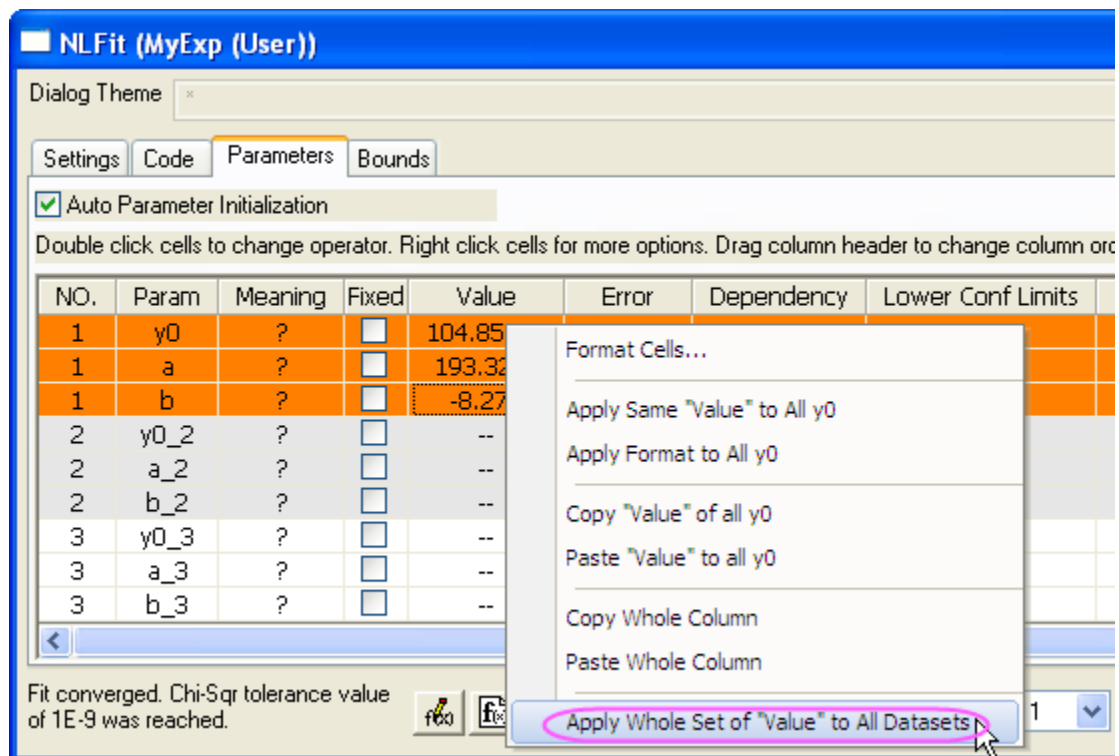 NLFit (MyExp (User))
Dialog Theme *
Settings Code Parameters Bounds
Auto Parameter Initialization
Double click cells to change operator. Right click cells for more options. Drag column header to change column orc
NO. Param Meaning Fixed Value Error Dependency Lower Conf Limits
1 y0 ? 104.85
1 a ? 193.32
1 b ? -8.27
2 y0_2 ? --
2 a_2 ? --
2 b_2 ? --
3 y0_3 ? --
3 a_3 ? --
3 b_3 ? --
Format Cells...
Apply Same "Value" to All y0
Apply Format to All y0
Copy "Value" of all y0
Paste "Value" to all y0
Copy Whole Column
Paste Whole Column
Apply Whole Set of "Value" to All Datasets
Fit converged. Chi-Sqr tolerance value
of 1E-9 was reached.
1